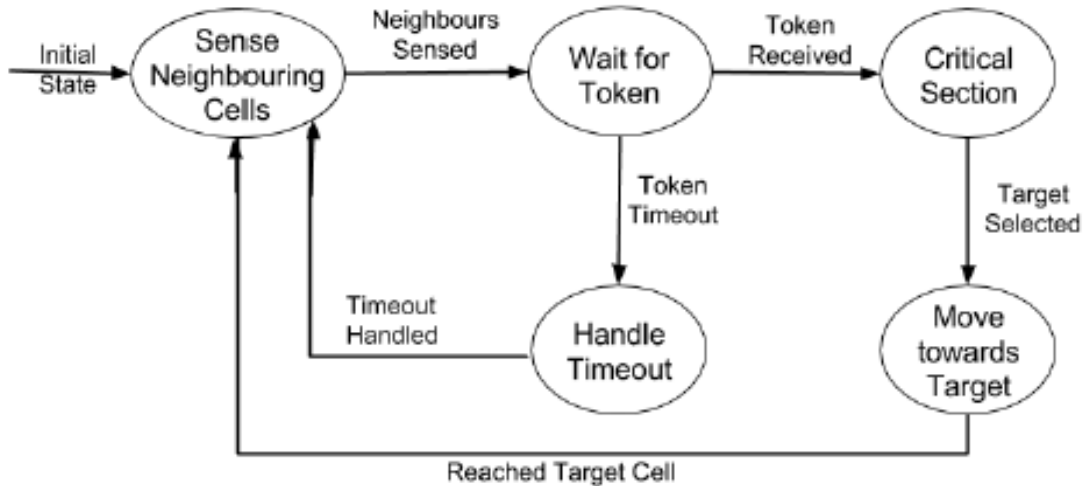 Initial
State
Sense
Neighbouring
Cells
Neighbours
Sensed
Wait for
Token
Token
Received
Critical
Section
Token
Timeout
Target
Selected
Timeout
Handled
Handle
Timeout
Move
towards
Target
Reached Target Cell